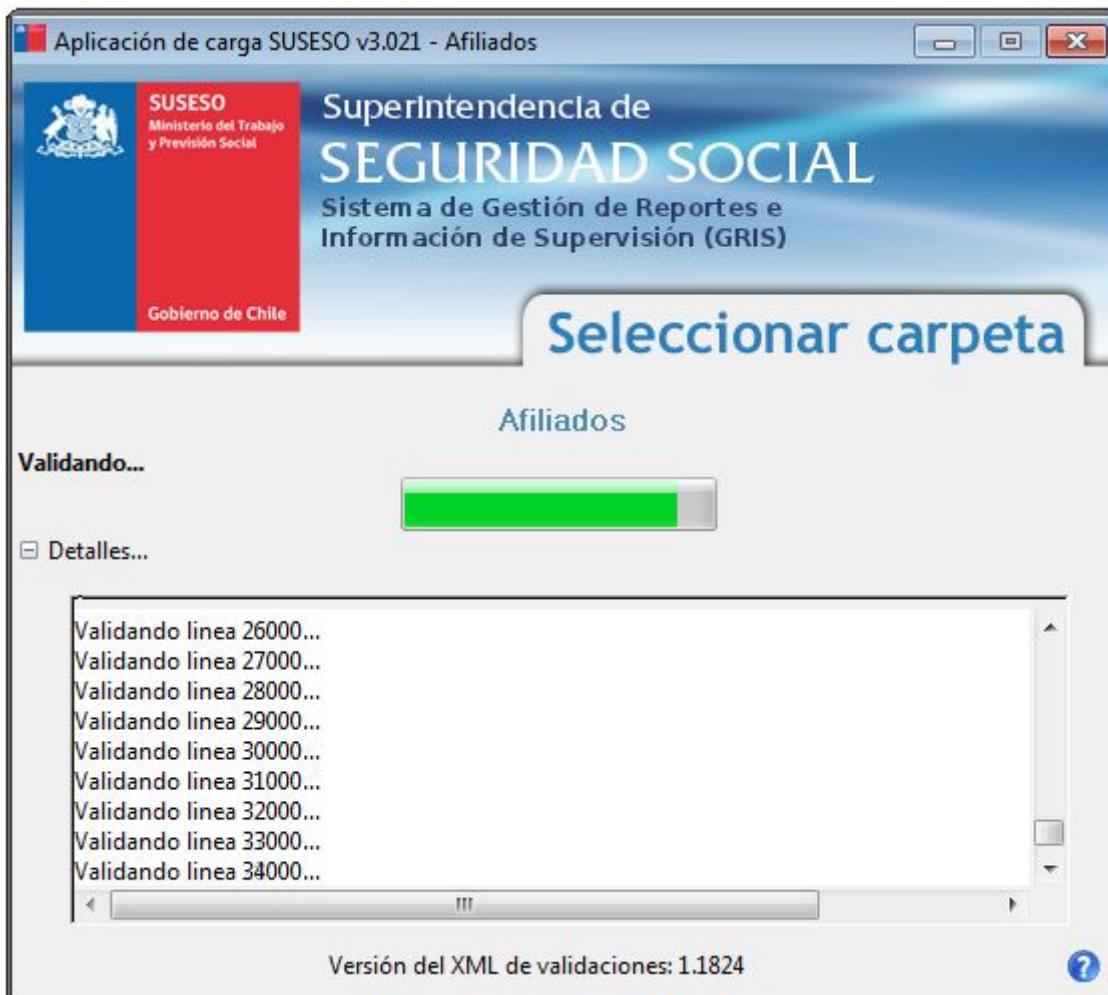 Aplicación de carga SUSESO v3.021 - Afiliados
SUSESO
Ministerio del Trabajo
y Previsión Social
Gobierno de Chile
Superintendencia de
SEGURIDAD SOCIAL
Sistema de Gestión de Reportes e
Información de Supervisión (GRIS)
Seleccionar carpeta
Afiliados
Validando...
Detalles...
Validando linea 26000...
Validando linea 27000...
Validando linea 28000...
Validando linea 29000...
Validando linea 30000...
Validando linea 31000...
Validando linea 32000...
Validando linea 33000...
Validando linea 34000...
Versión del XML de validaciones: 1.1824
?